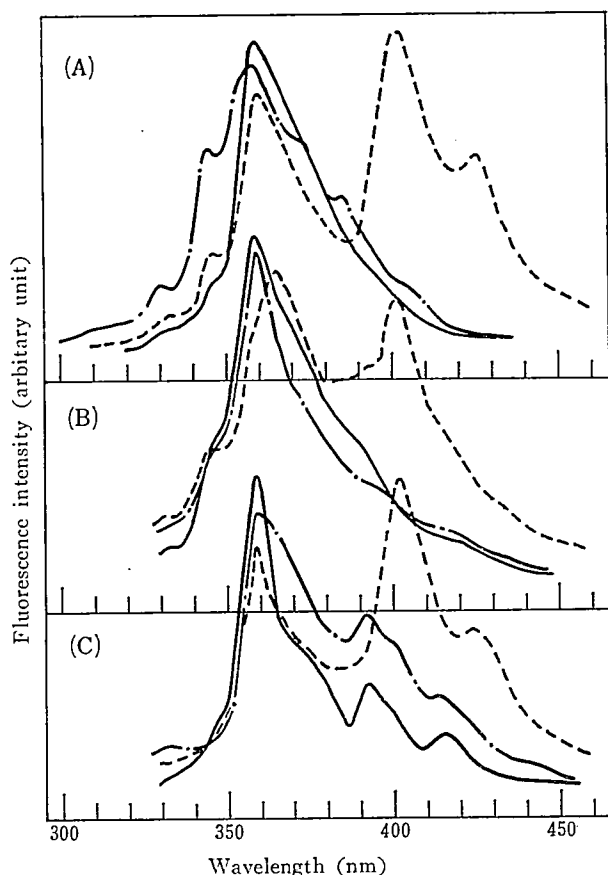 (A)
(B)
(C)
Fluorescence intensity (arbitary unit)
300 350 400 450
Wavelength (nm)